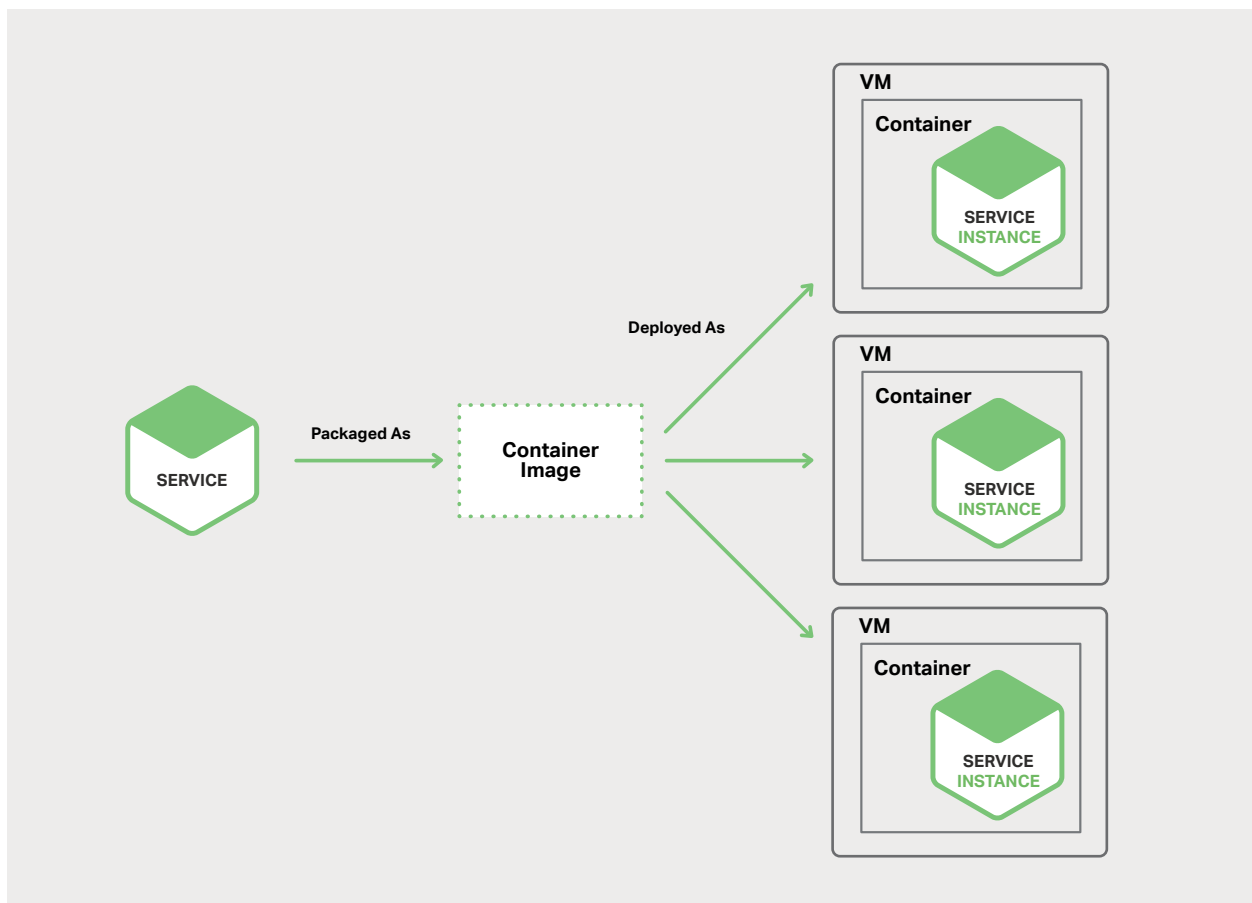 SERVICE
Packaged As
Container
Image
Deployed As
VM
Container
SERVICE
INSTANCE
VM
Container
SERVICE
INSTANCE
VM
Container
SERVICE
INSTANCE